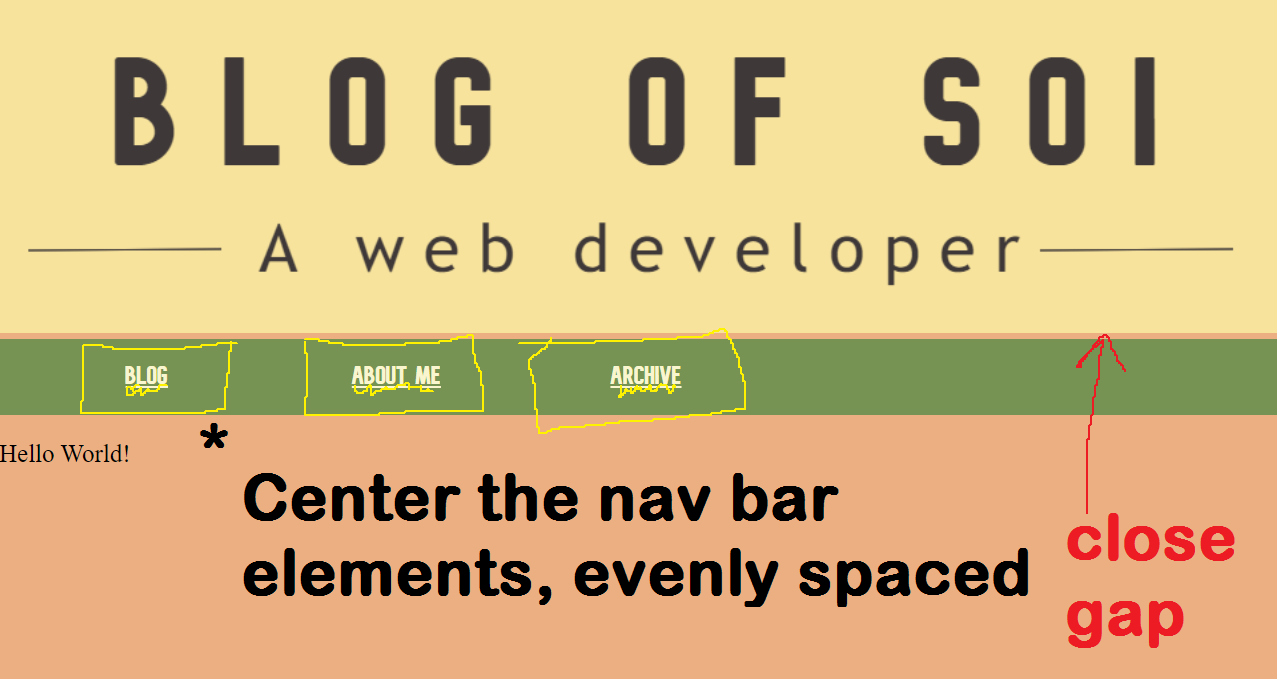 BLOG OF SOI
A web developer
BLOG ABOUT ME ARCHIVE
Hello World!
*
Center the nav bar
elements, evenly spaced
close
gap